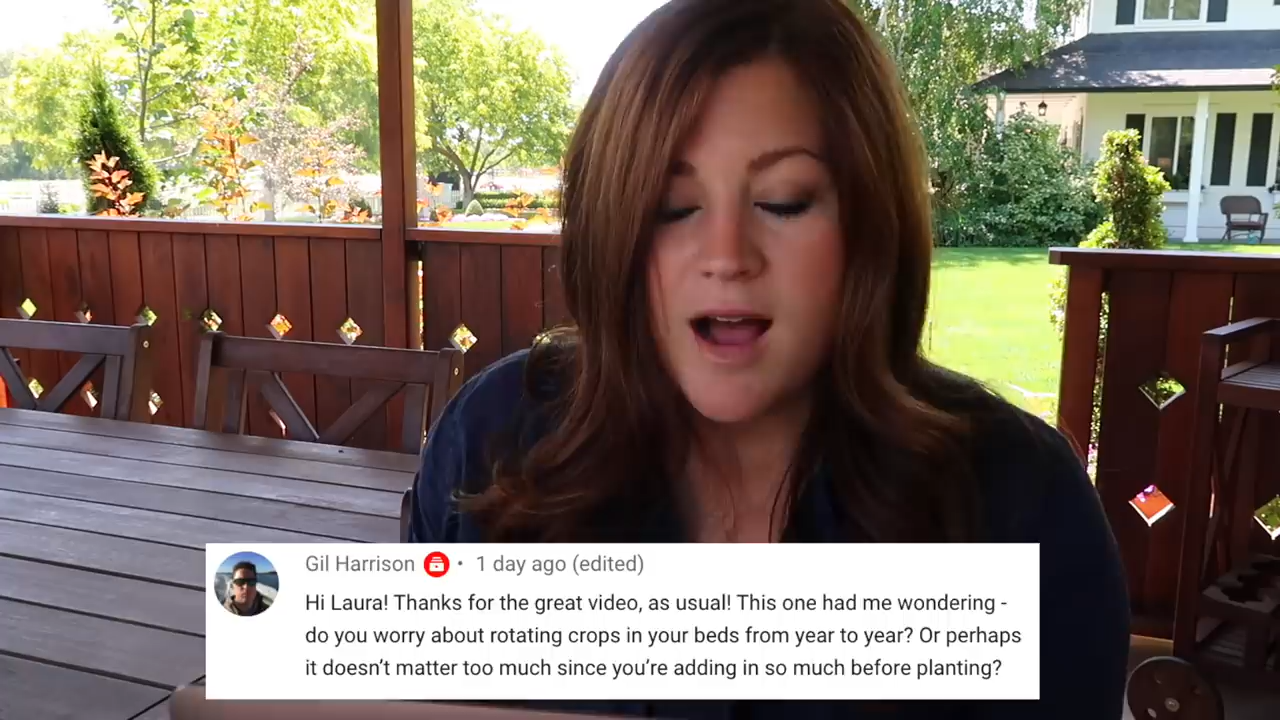 Gil Harrison • 1 day ago (edited)
Hi Laura! Thanks for the great video, as usual! This one had me wondering -
do you worry about rotating crops in your beds from year to year? Or perhaps
it doesn’t matter too much since you’re adding in so much before planting?